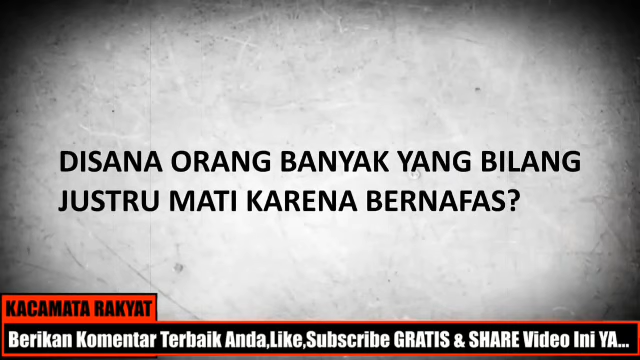 DISANA ORANG BANYAK YANG BILANG
JUSTRU MATI KARENA BERNAFAS?
KACAMATA RAKYAT
Berikan Komentar Terbaik Anda,Like,Subscribe GRATIS & SHARE Video Ini YA...